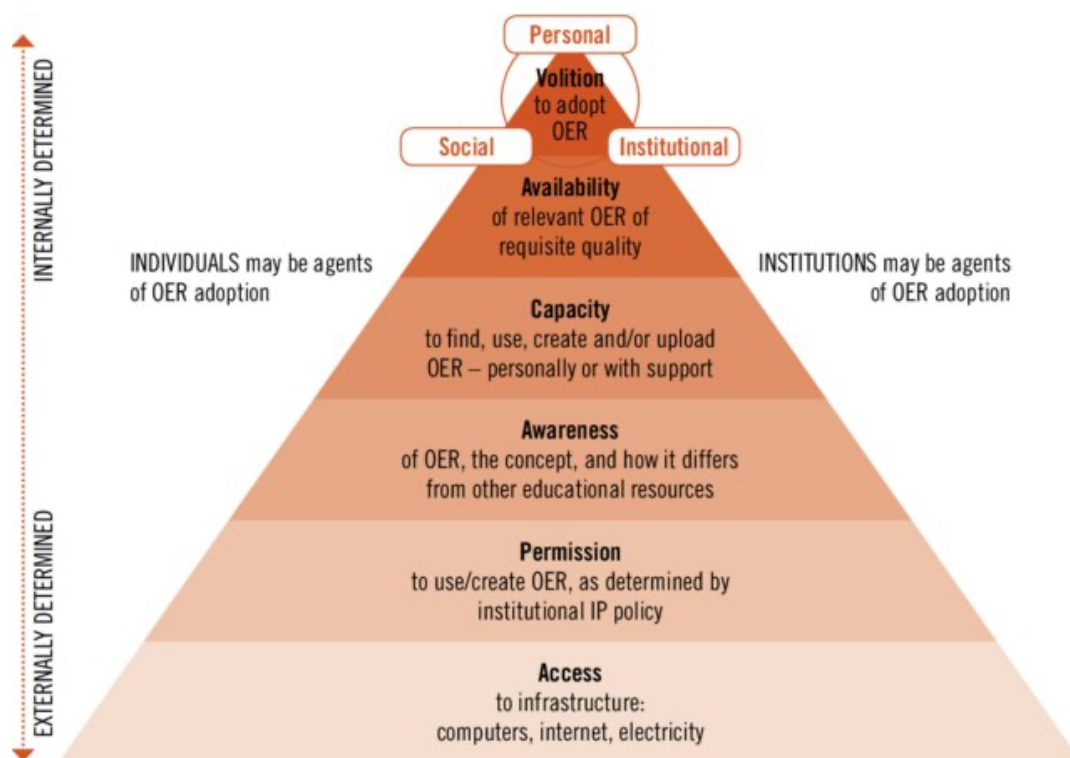 Personal
Volition
to adopt
OER
Social
Institutional
Availability
of relevant OER of
requisite quality
INTERNALLY DETERMINED
INDIVIDUALS may be agents
of OER adoption
INSTITUTIONS may be agents
of OER adoption
Capacity
to find, use, create and/or upload
OER – personally or with support
Awareness
of OER, the concept, and how it differs
from other educational resources
EXTERNALLY DETERMINED
Permission
to use/create OER, as determined by
institutional IP policy
Access
to infrastructure:
computers, internet, electricity